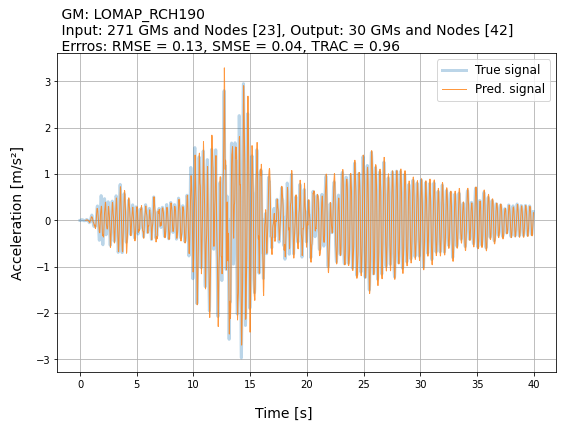 GM: LOMAP_RCH190
Input: 271 GMs and Nodes [23], Output: 30 GMs and Nodes [42]
Errros: RMSE = 0.13, SMSE = 0.04, TRAC = 0.96
True signal
Pred. signal
3
2
1
0
−1
−2
−3
Acceleration [m/s²]
0 5 10 15 20 25 30 35 40
Time [s]